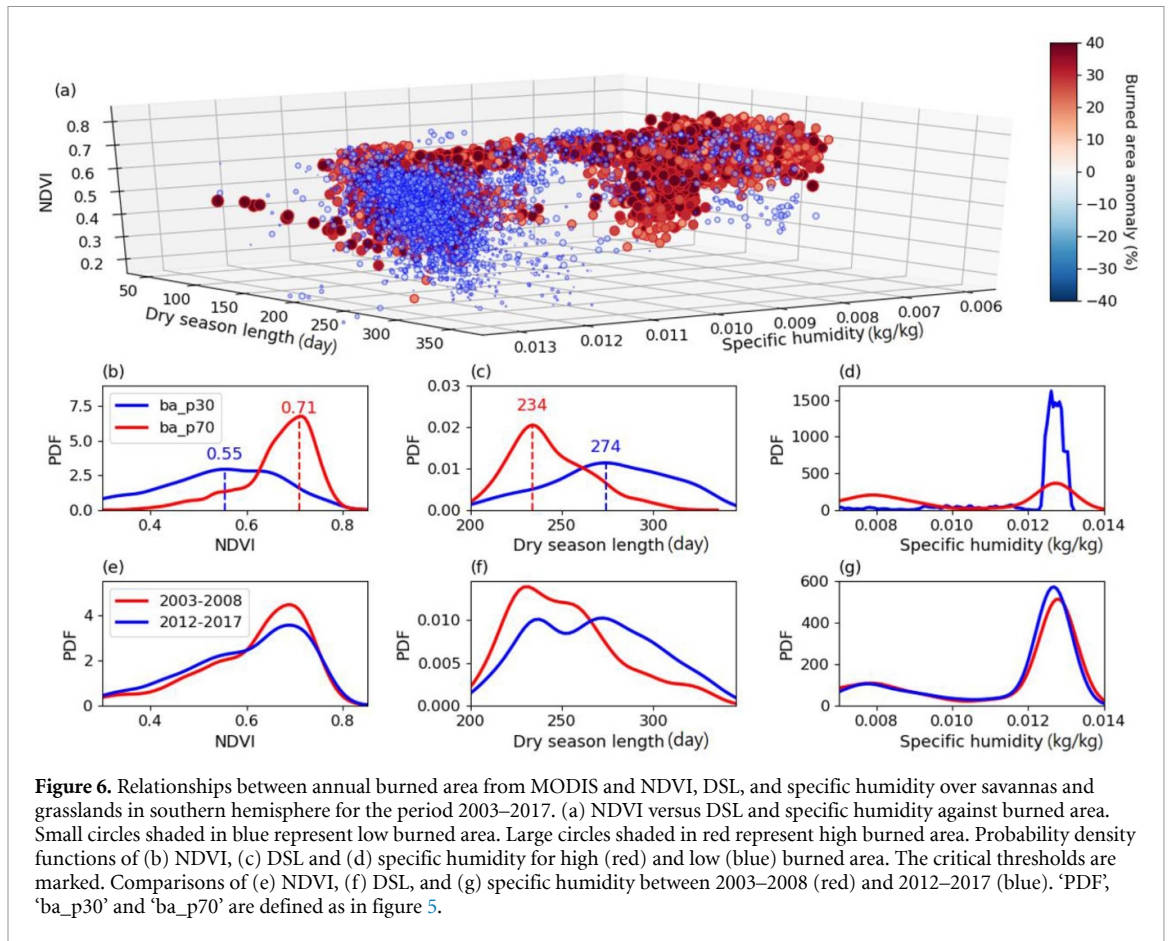 (a)
NDVI
0.8
0.7
0.6
0.5
0.4
0.3
0.2
50
100
150
200
250
300
350
Dry season length (day)
0.013
0.012
0.011
0.010
0.009
0.008
0.007
0.006
Specific humidity (kg/kg)
40
30
20
10
0
−10
−20
−30
−40
Burned area anomaly (%)
(b)
PDF
7.5
5.0
2.5
0.0
ba_p30
ba_p70
0.71
0.55
0.4
0.6
0.8
NDVI
(c)
PDF
0.03
0.02
0.01
0.00
234
274
200
250
300
Dry season length (day)
(d)
PDF
1500
1000
500
0
0.008
0.010
0.012
0.014
Specific humidity (kg/kg)
(e)
PDF
4
2
0
2003-2008
2012-2017
0.4
0.6
0.8
NDVI
(f)
PDF
0.010
0.005
0.000
200
250
300
Dry season length (day)
(g)
PDF
600
400
200
0
0.008
0.010
0.012
0.014
Specific humidity (kg/kg)
Figure 6. Relationships between annual burned area from MODIS and NDVI, DSL, and specific humidity over savannas and
grasslands in southern hemisphere for the period 2003–2017. (a) NDVI versus DSL and specific humidity against burned area.
Small circles shaded in blue represent low burned area. Large circles shaded in red represent high burned area. Probability density
functions of (b) NDVI, (c) DSL and (d) specific humidity for high (red) and low (blue) burned area. The critical thresholds are
marked. Comparisons of (e) NDVI, (f) DSL, and (g) specific humidity between 2003–2008 (red) and 2012–2017 (blue). ‘PDF’,
‘ba_p30’ and ‘ba_p70’ are defined as in figure 5.